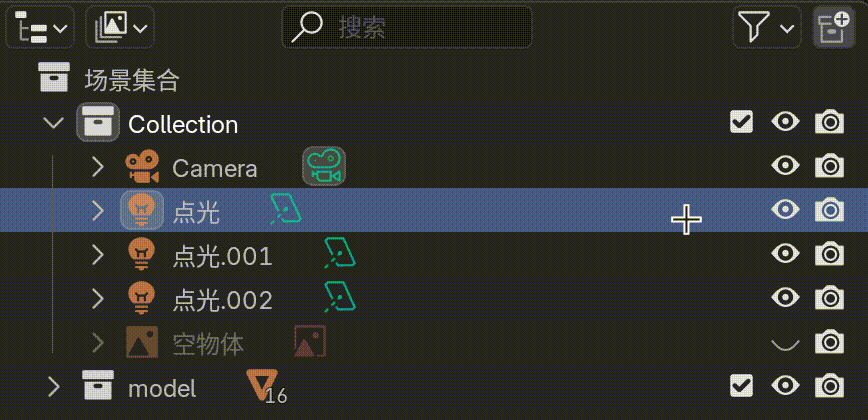 搜索
场景集合
Collection
Camera
点光
点光.001
点光.002
空物体
model 16